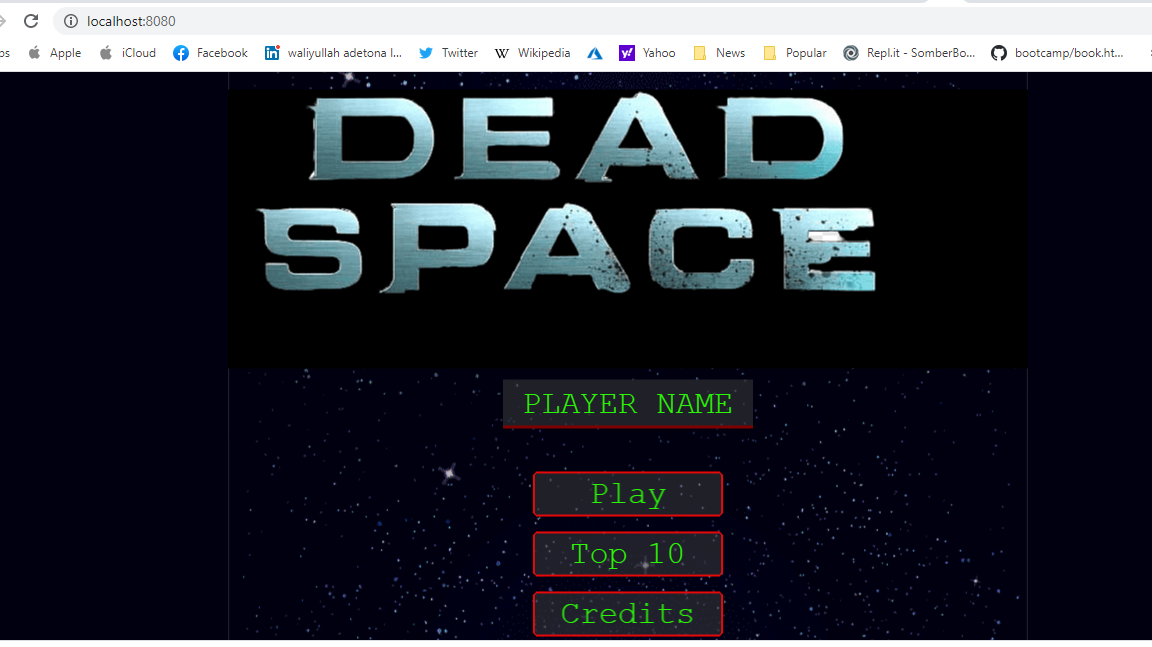 localhost:8080
os Apple iCloud Facebook waliyullah adetona l... Twitter Wikipedia Yahoo News Popular Repl.it - SomberBo... bootcamp/book.ht...
DEAD
SPACE
PLAYER NAME
Play
Top 10
Credits